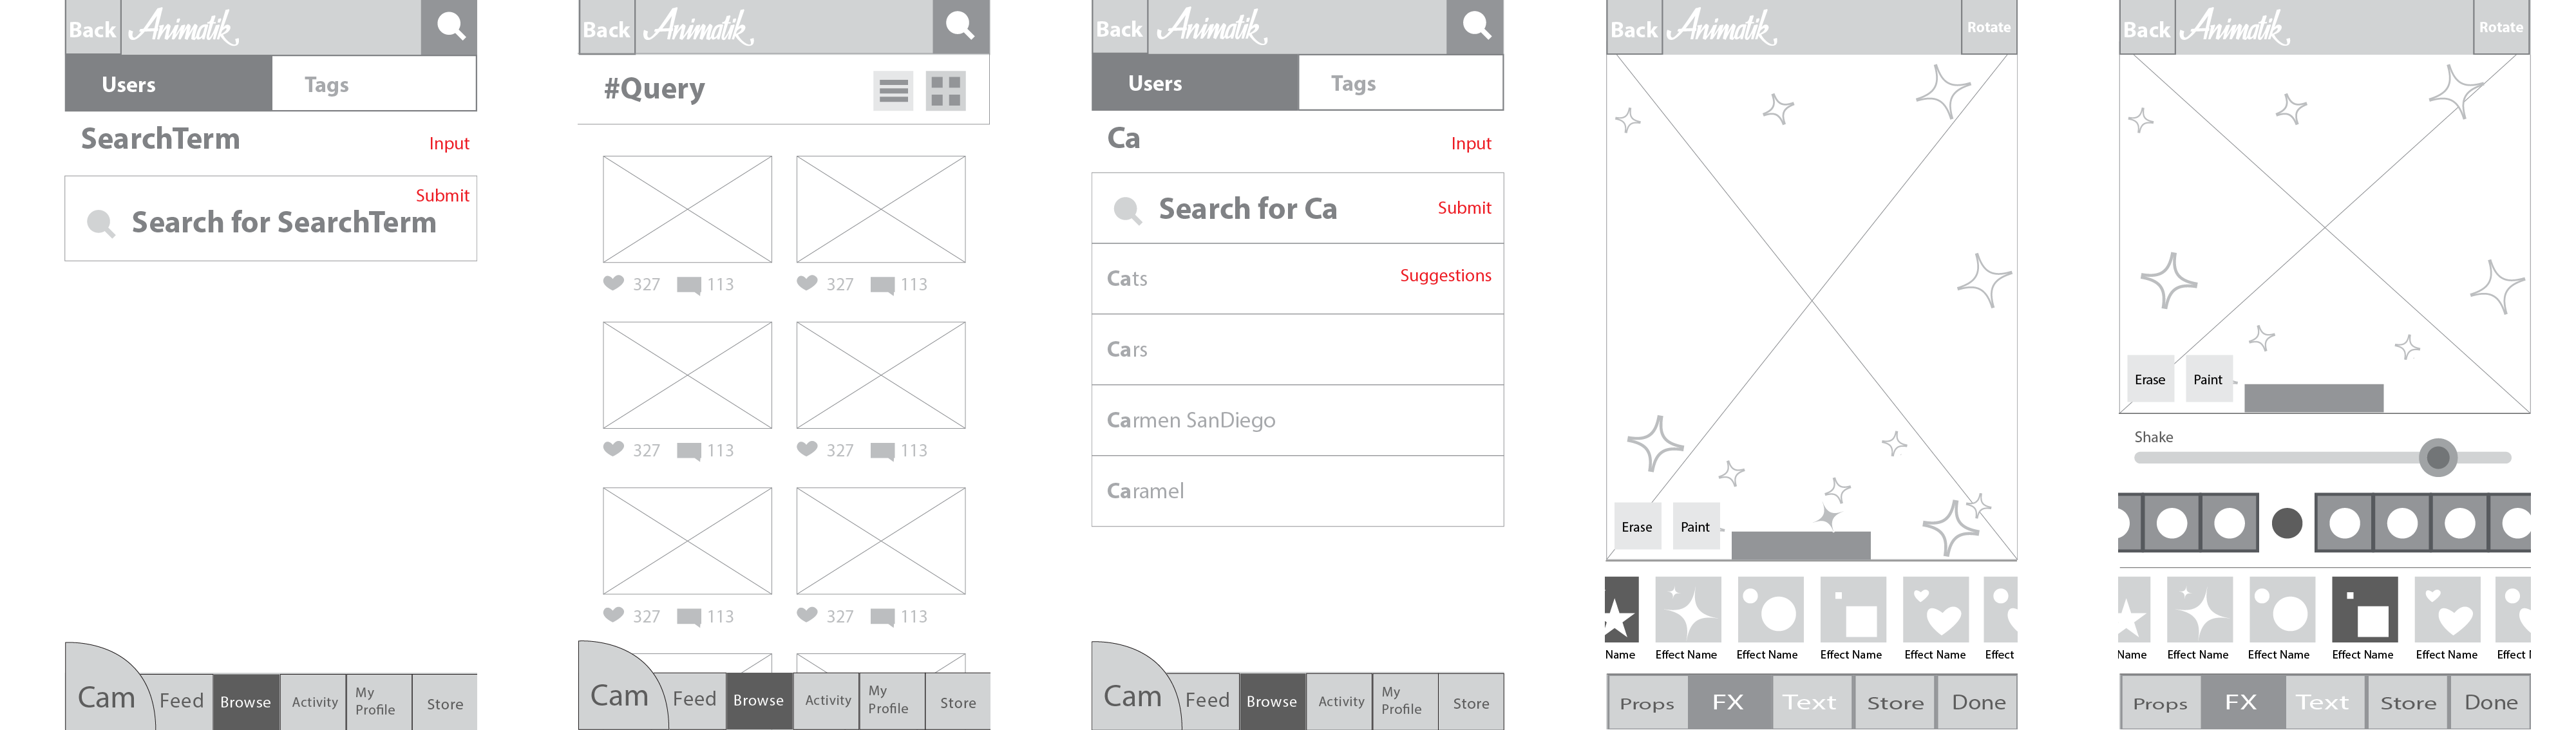 Back Animatik
Users Tags
SearchTerm Input
Submit
Search for SearchTerm
Cam Feed Browse Activity My Profile Store
Back Animatik
#Query
327 113 327 113
327 113 327 113
327 113 327 113
Cam Feed Browse Activity My Profile Store
Back Animatik
Users Tags
Ca Input
Search for Ca Submit
Cats Suggestions
Cars
Carmen SanDiego
Caramel
Cam Feed Browse Activity My Profile Store
Back Animatik Rotate
Erase Paint
Name Effect Name Effect Name Effect Name Effect Name Effect
Props FX Text Store Done
Back Animatik Rotate
Erase Paint
Shake
Name Effect Name Effect Name Effect Name Effect Name Effect
Props FX Text Store Done